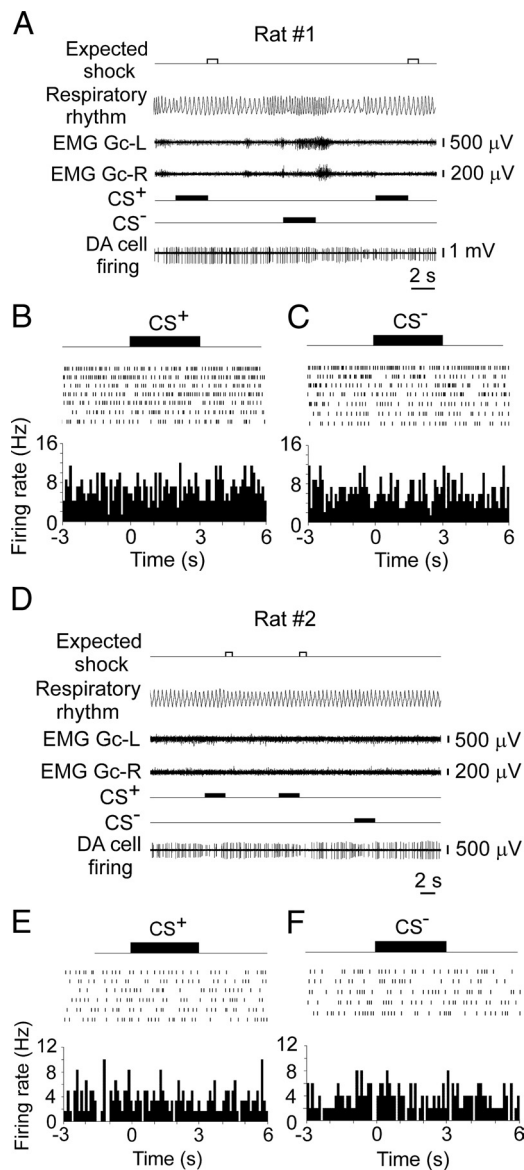 A
Rat #1
Expected
shock
Respiratory
rhythm
EMG Gc-L
500 μV
EMG Gc-R
200 μV
CS+
CS-
DA cell
firing
1 mV
2 s
B
CS+
C
CS-
Firing rate (Hz)
16
12
8
4
0
-3
0
3
6
Time (s)
16
12
8
4
0
-3
0
3
6
Time (s)
D
Rat #2
Expected
shock
Respiratory
rhythm
EMG Gc-L
500 μV
EMG Gc-R
200 μV
CS+
CS-
DA cell
firing
500 μV
2 s
E
CS+
F
CS-
Firing rate (Hz)
12
8
4
0
-3
0
3
6
Time (s)
12
8
4
0
-3
0
3
6
Time (s)